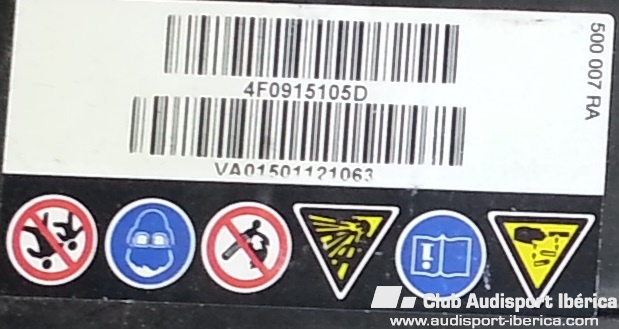 4F0915105D
VA01501121063
500 007 RA
Club Audisport Ibérica
www.audisport-iberica.com